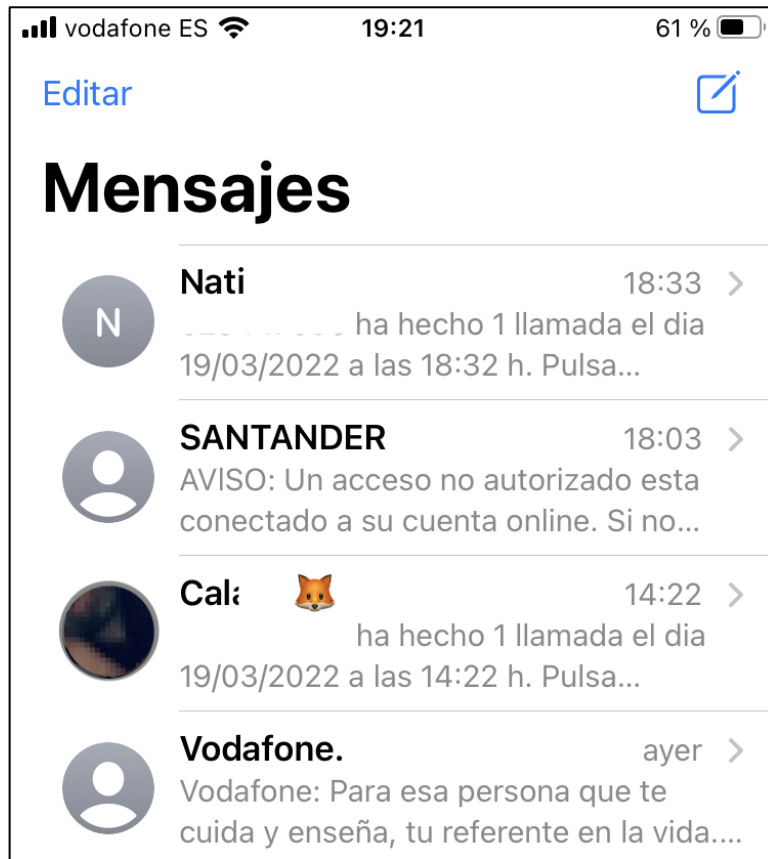 vodafone ES 19:21 61 %
Editar
Mensajes
Nati 18:33
N
ha hecho 1 llamada el dia
19/03/2022 a las 18:32 h. Pulsa...
SANTANDER 18:03
AVISO: Un acceso no autorizado esta
conectado a su cuenta online. Si no...
14:22
ha hecho 1 llamada el dia
19/03/2022 a las 14:22 h. Pulsa...
Vodafone. ayer
Vodafone: Para esa persona que te
cuida y enseña, tu referente en la vida....